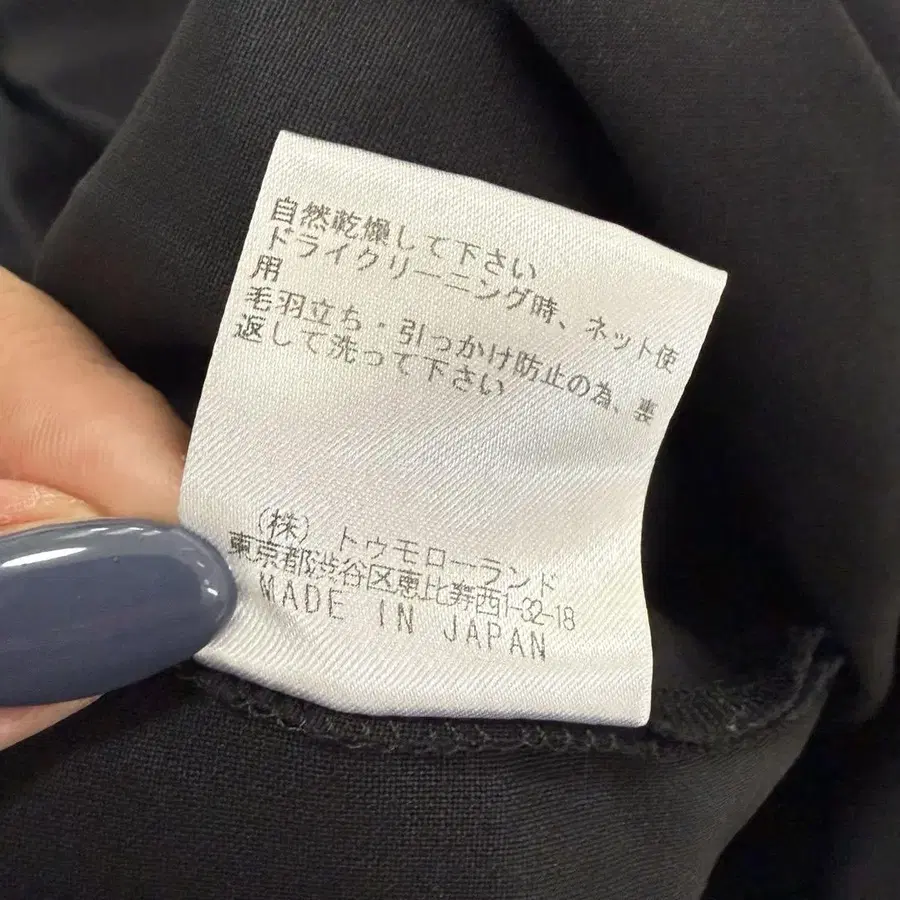 自然乾燥して下さい
ドライクリーニング時、ネット使
用
毛羽立ち・引っかけ防止の為、裏
返して洗って下さい
(株)トゥモローランド
東京都渋谷区恵比寿西1-32-18
MADE IN JAPAN